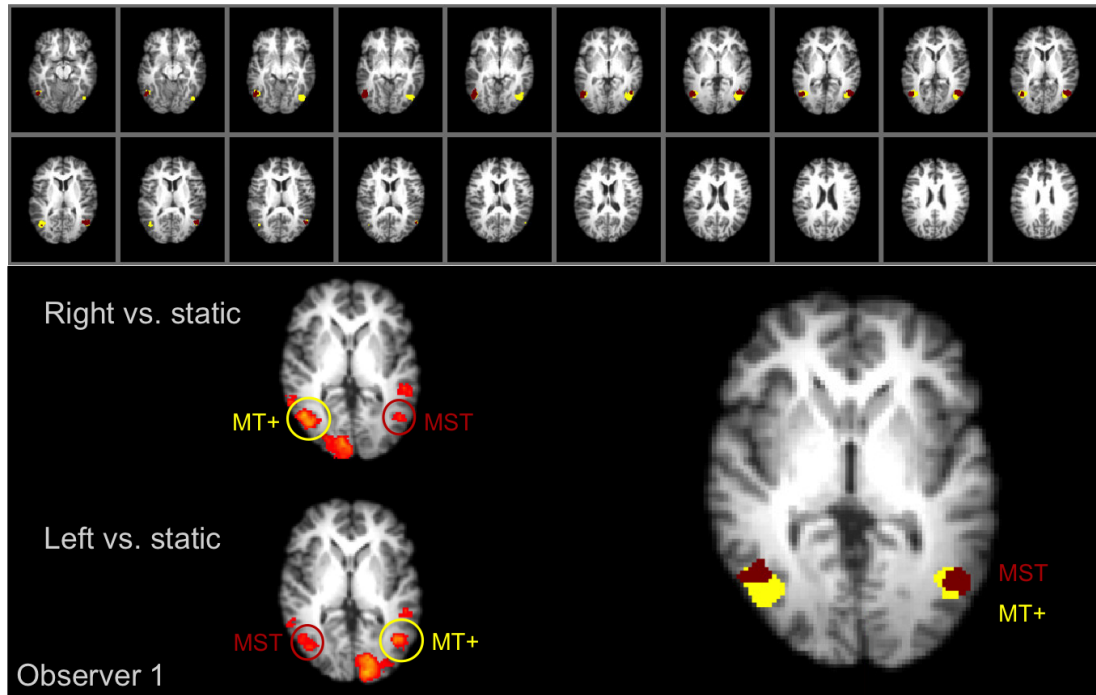 Right vs. static
MT+
MST
Left vs. static
MST
MT+
Observer 1
MST
MT+